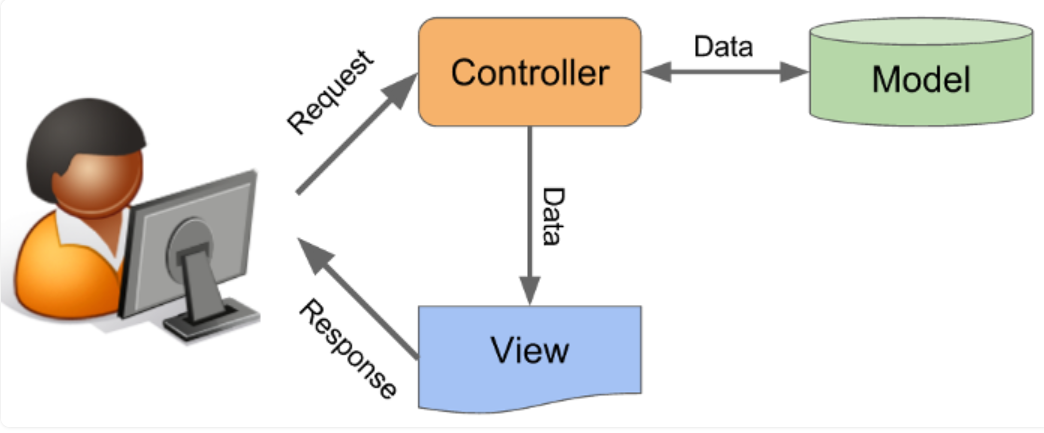 Request
Controller
Data
Model
Data
View
Response